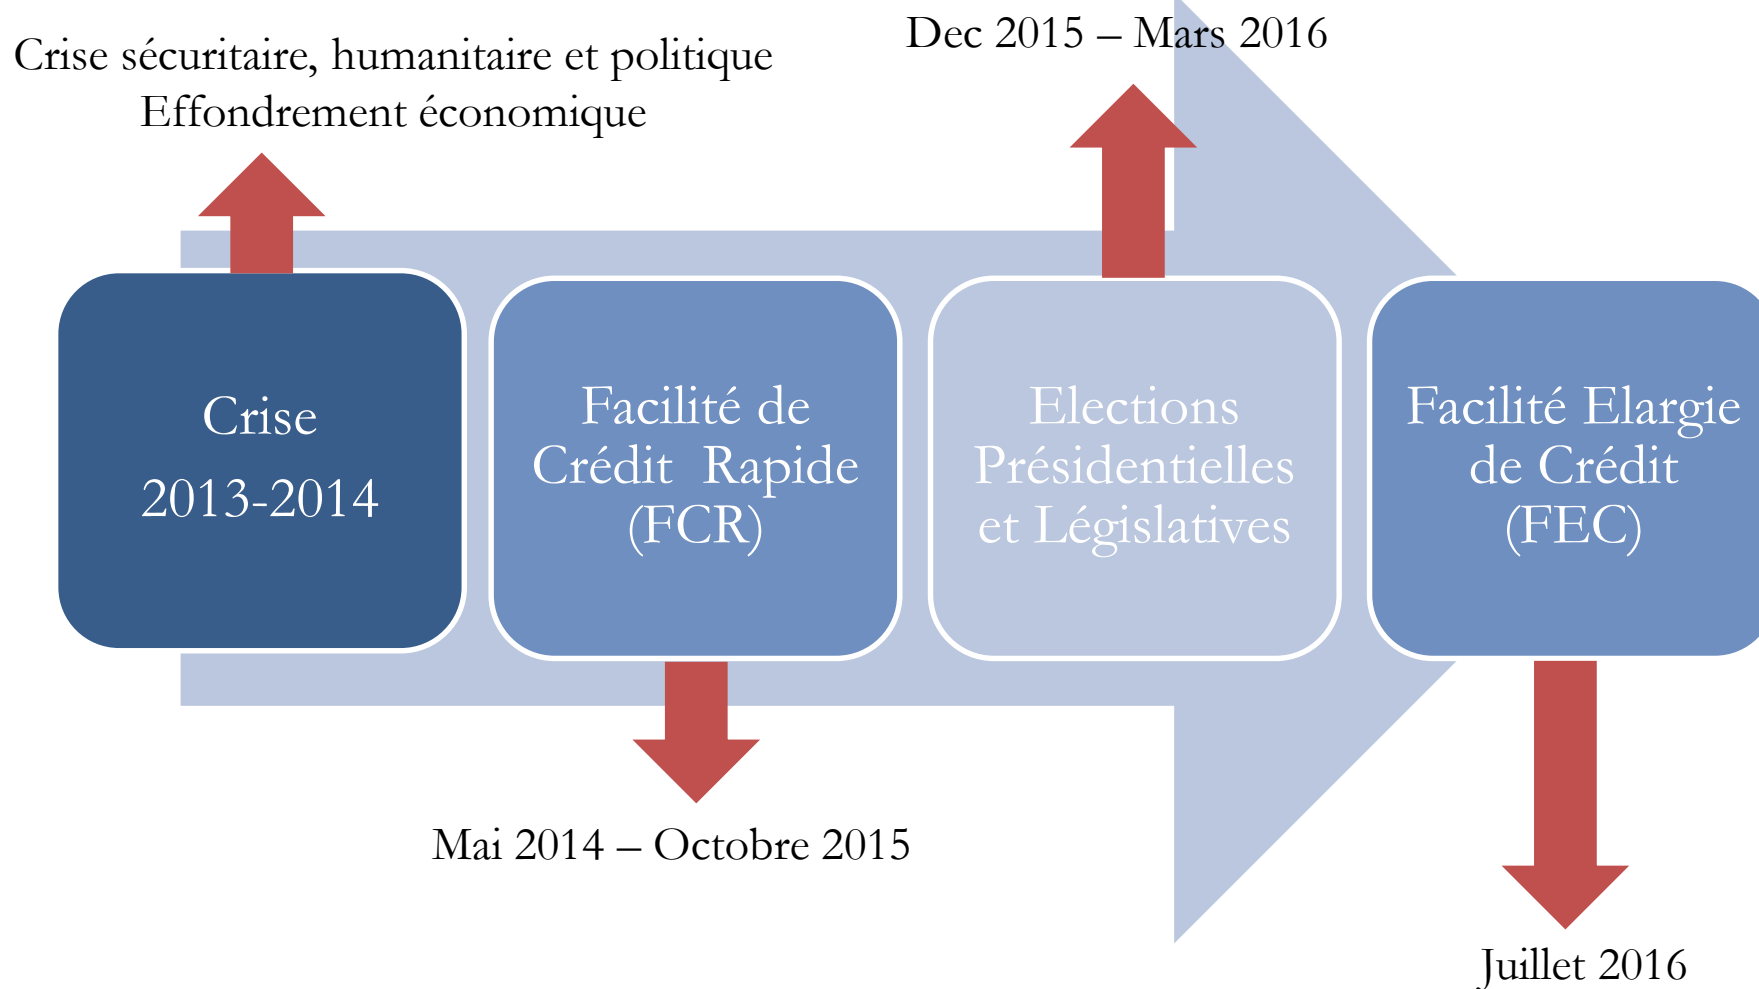 Crise sécuritaire, humanitaire et politique
Effondrement économique
Dec 2015 – Mars 2016
Crise
2013-2014
Facilité de
Crédit Rapide
(FCR)
Elections
Présidentielles
et Législatives
Facilité Elargie
de Crédit
(FEC)
Mai 2014 – Octobre 2015
Juillet 2016